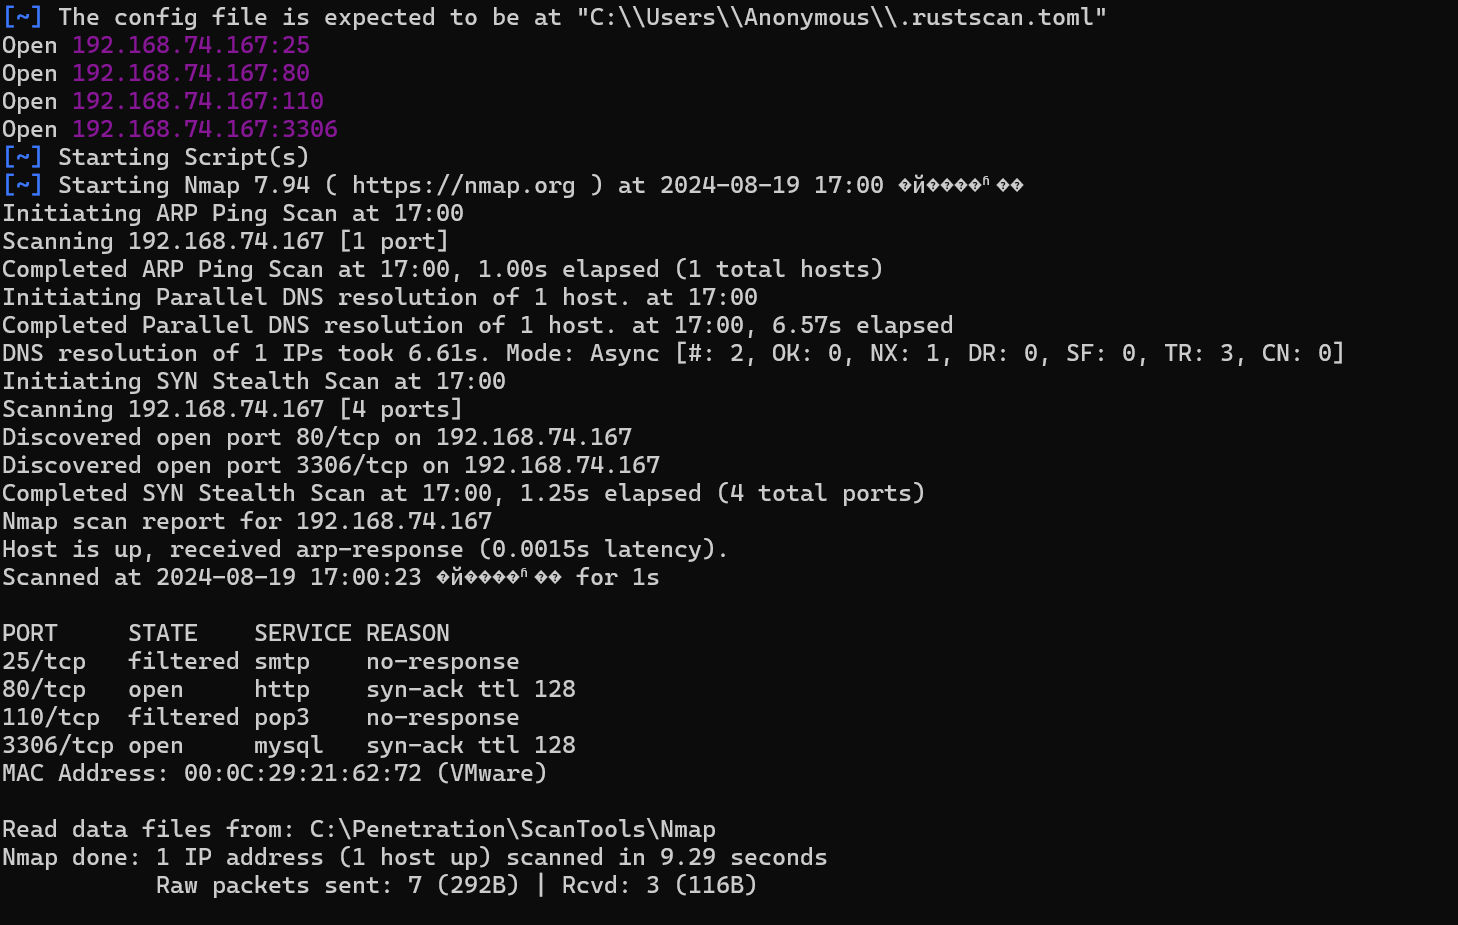 [~] The config file is expected to be at "C:\\Users\\Anonymous\\.rustscan.toml"
Open 192.168.74.167:25
Open 192.168.74.167:80
Open 192.168.74.167:110
Open 192.168.74.167:3306
[~] Starting Script(s)
[~] Starting Nmap 7.94 ( https://nmap.org ) at 2024-08-19 17:00 �й����ʱ��
Initiating ARP Ping Scan at 17:00
Scanning 192.168.74.167 [1 port]
Completed ARP Ping Scan at 17:00, 1.00s elapsed (1 total hosts)
Initiating Parallel DNS resolution of 1 host. at 17:00
Completed Parallel DNS resolution of 1 host. at 17:00, 6.57s elapsed
DNS resolution of 1 IPs took 6.61s. Mode: Async [#: 2, OK: 0, NX: 1, DR: 0, SF: 0, TR: 3, CN: 0]
Initiating SYN Stealth Scan at 17:00
Scanning 192.168.74.167 [4 ports]
Discovered open port 80/tcp on 192.168.74.167
Discovered open port 3306/tcp on 192.168.74.167
Completed SYN Stealth Scan at 17:00, 1.25s elapsed (4 total ports)
Nmap scan report for 192.168.74.167
Host is up, received arp-response (0.0015s latency).
Scanned at 2024-08-19 17:00:23 �й����ʱ�� for 1s
PORT     STATE    SERVICE REASON
25/tcp   filtered smtp    no-response
80/tcp   open     http    syn-ack ttl 128
110/tcp  filtered pop3    no-response
3306/tcp open     mysql   syn-ack ttl 128
MAC Address: 00:0C:29:21:62:72 (VMware)
Read data files from: C:\Penetration\ScanTools\Nmap
Nmap done: 1 IP address (1 host up) scanned in 9.29 seconds
           Raw packets sent: 7 (292B) | Rcvd: 3 (116B)